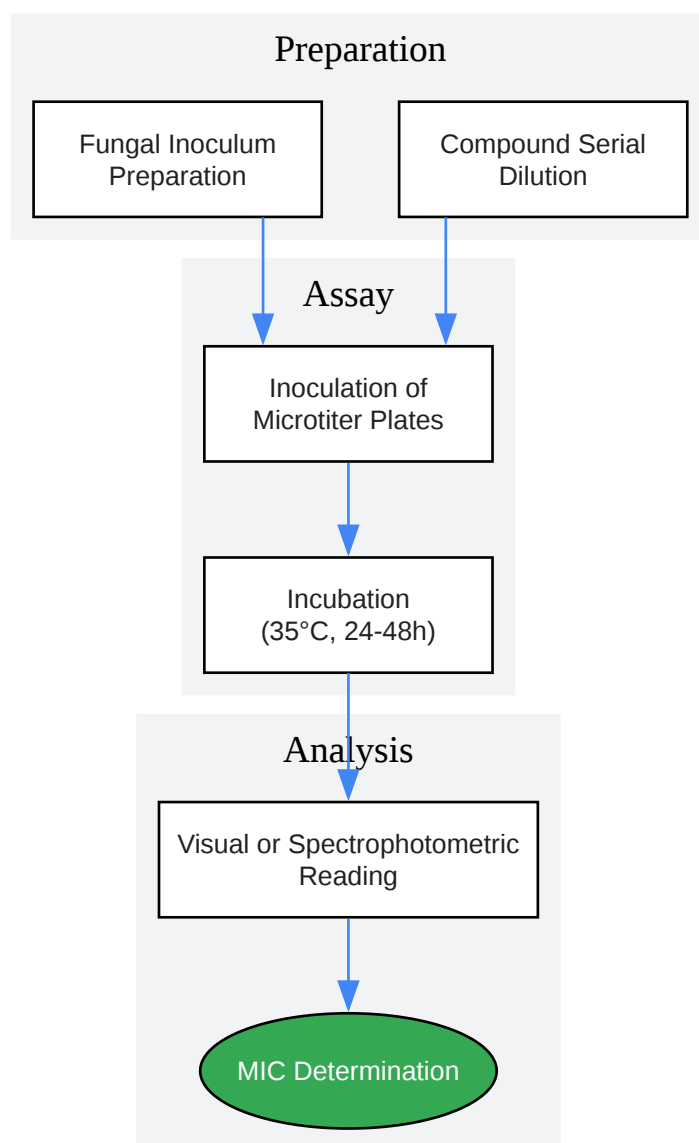 Preparation
Fungal Inoculum
Preparation
Compound Serial
Dilution
Assay
Inoculation of
Microtiter Plates
Incubation
(35°C, 24-48h)
Analysis
Visual or Spectrophotometric
Reading
MIC Determination